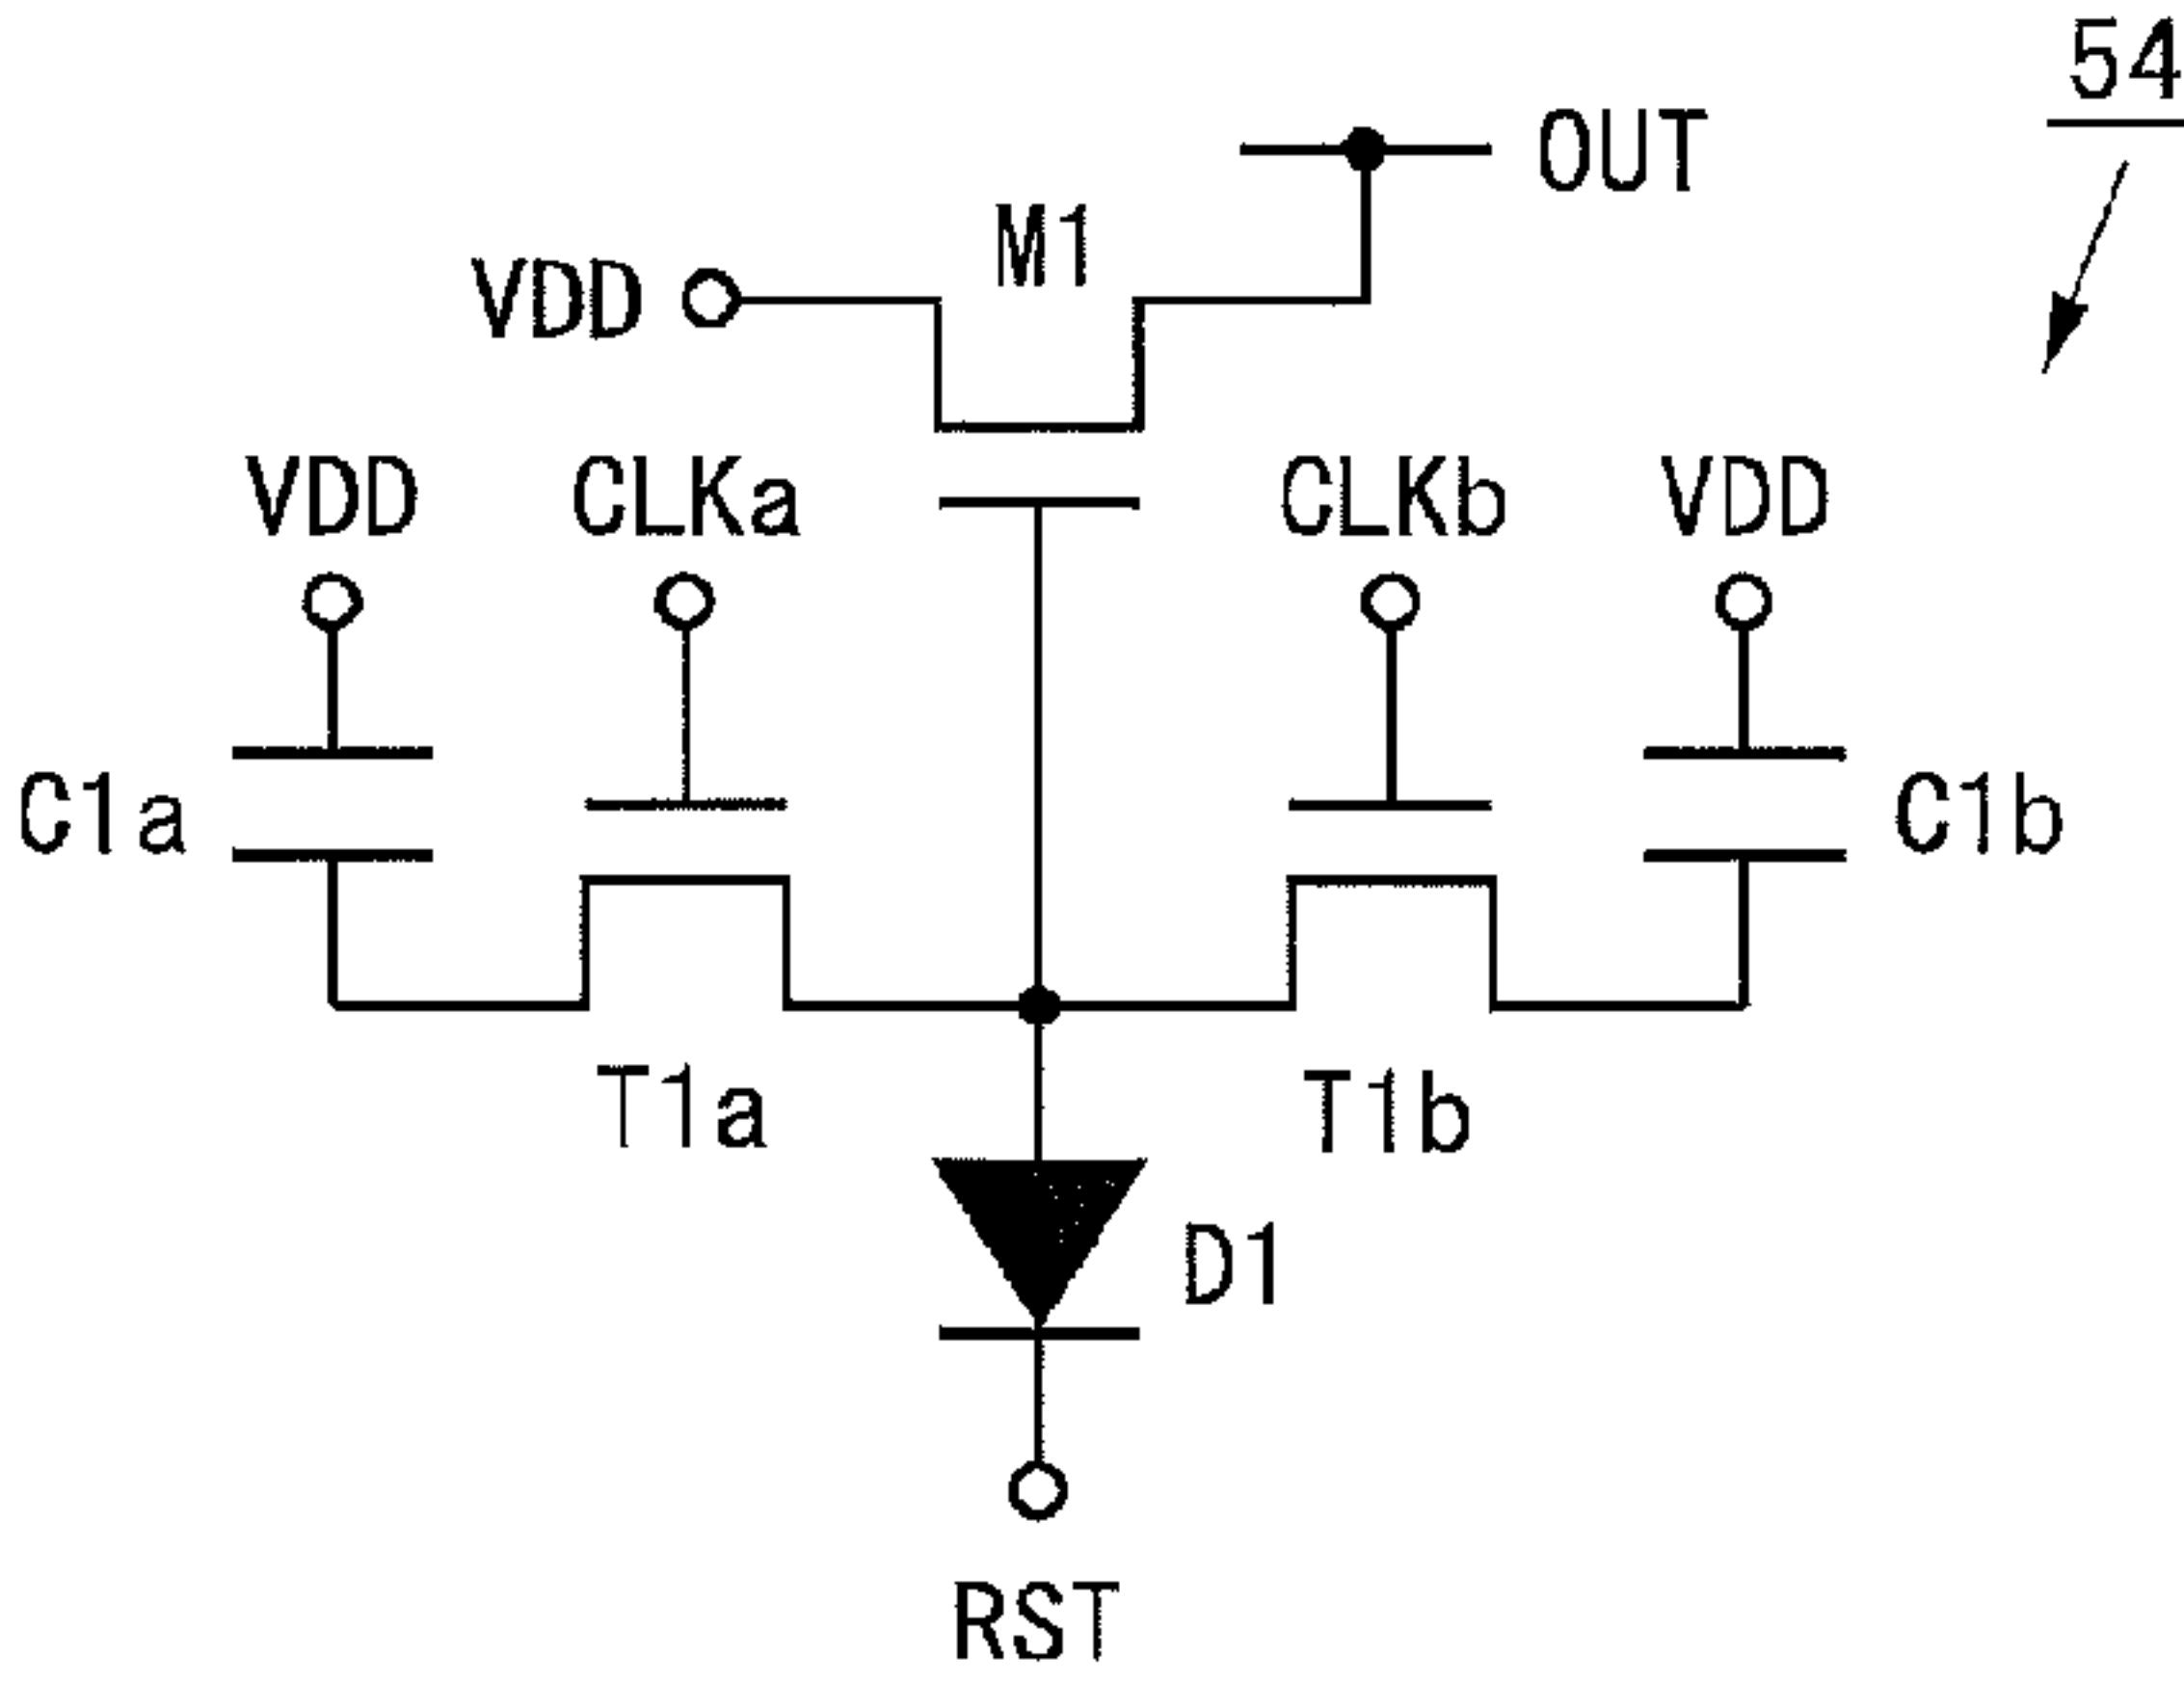 54
OUT
M1
VDD
VDD
CLKa
CLKb
VDD
C1a
C1b
T1a
T1b
D1
RST